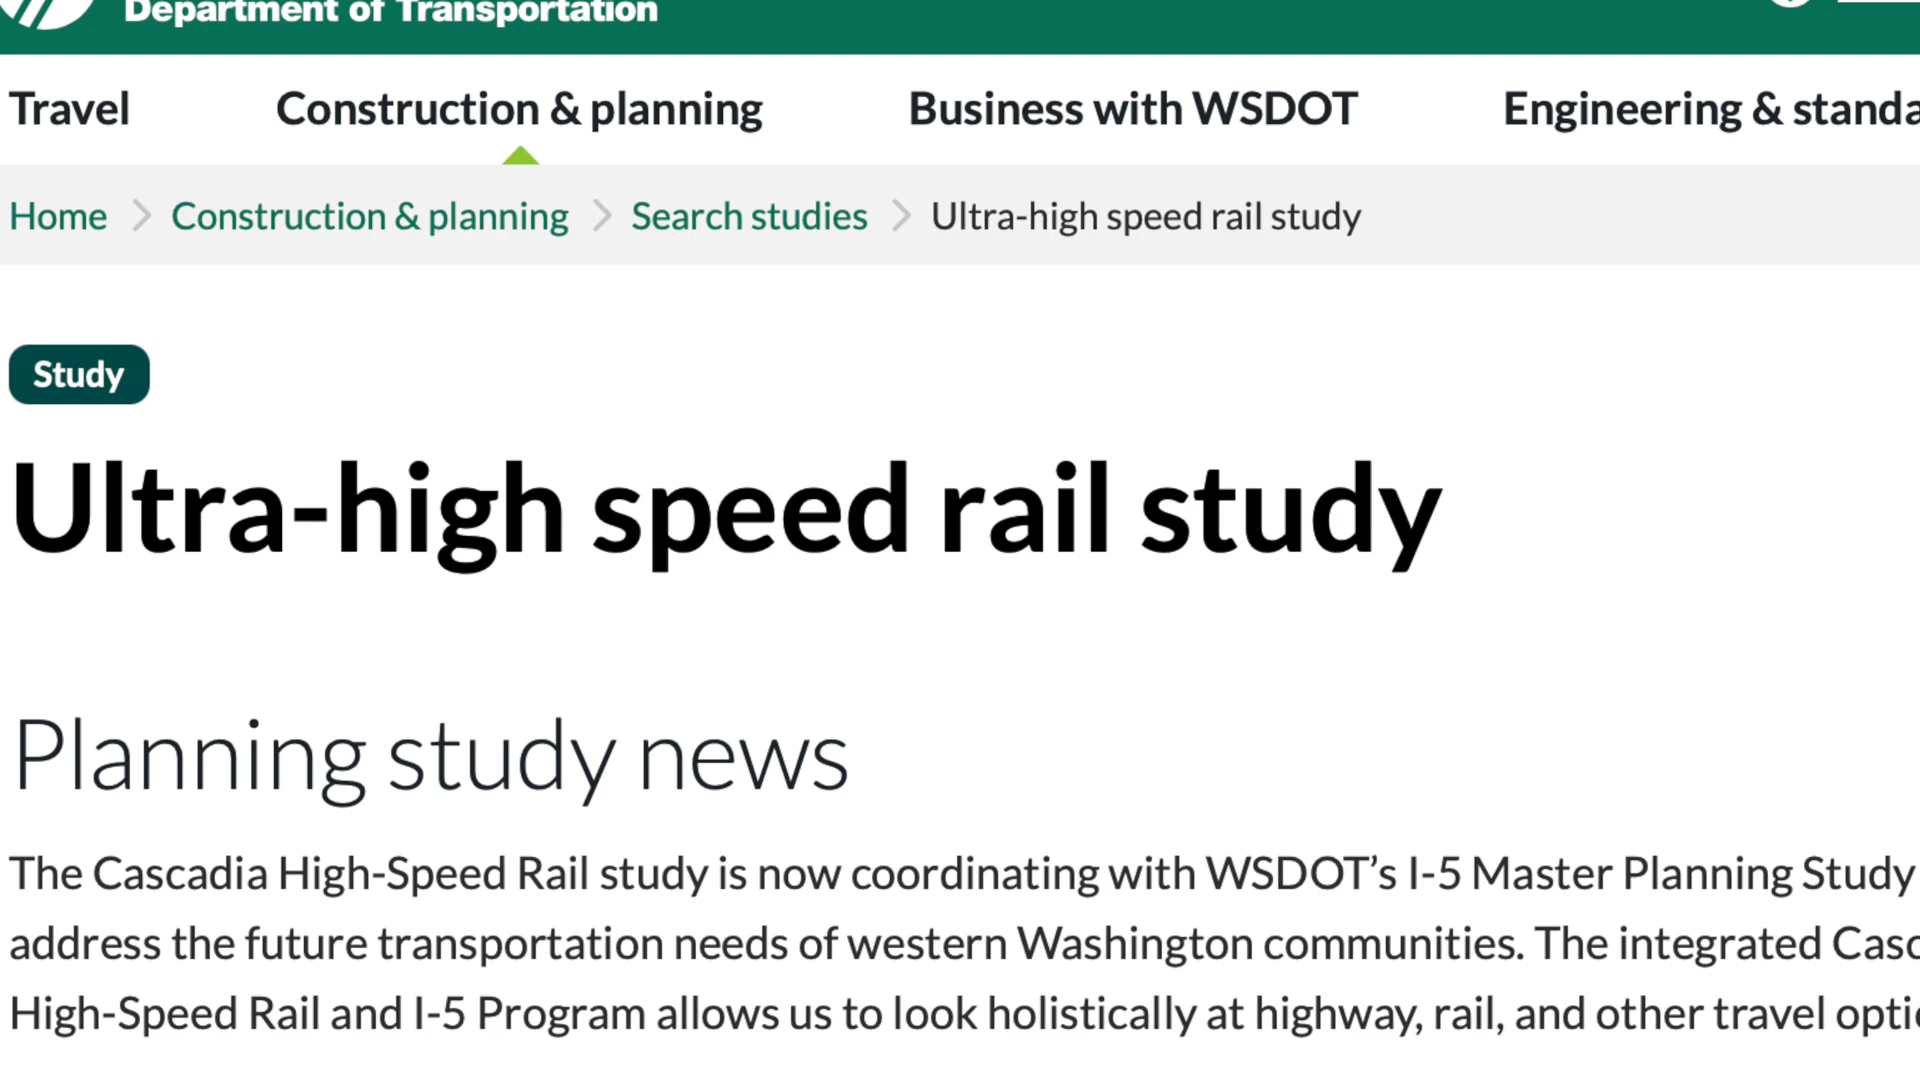 Department of Transportation
Travel
Construction & planning
Business with WSDOT
Engineering &
Home
Construction & planning
Search studies
Ultra-high speed rail study
Study
Ultra-high speed rail study
Planning study news
The Cascadia High-Speed Rail study is now coordinating with WSDOT’s I-5 Master Planning Study
address the future transportation needs of western Washington communities. The integrated
High-Speed Rail and I-5 Program allows us to look holistically at highway, rail, and other travel